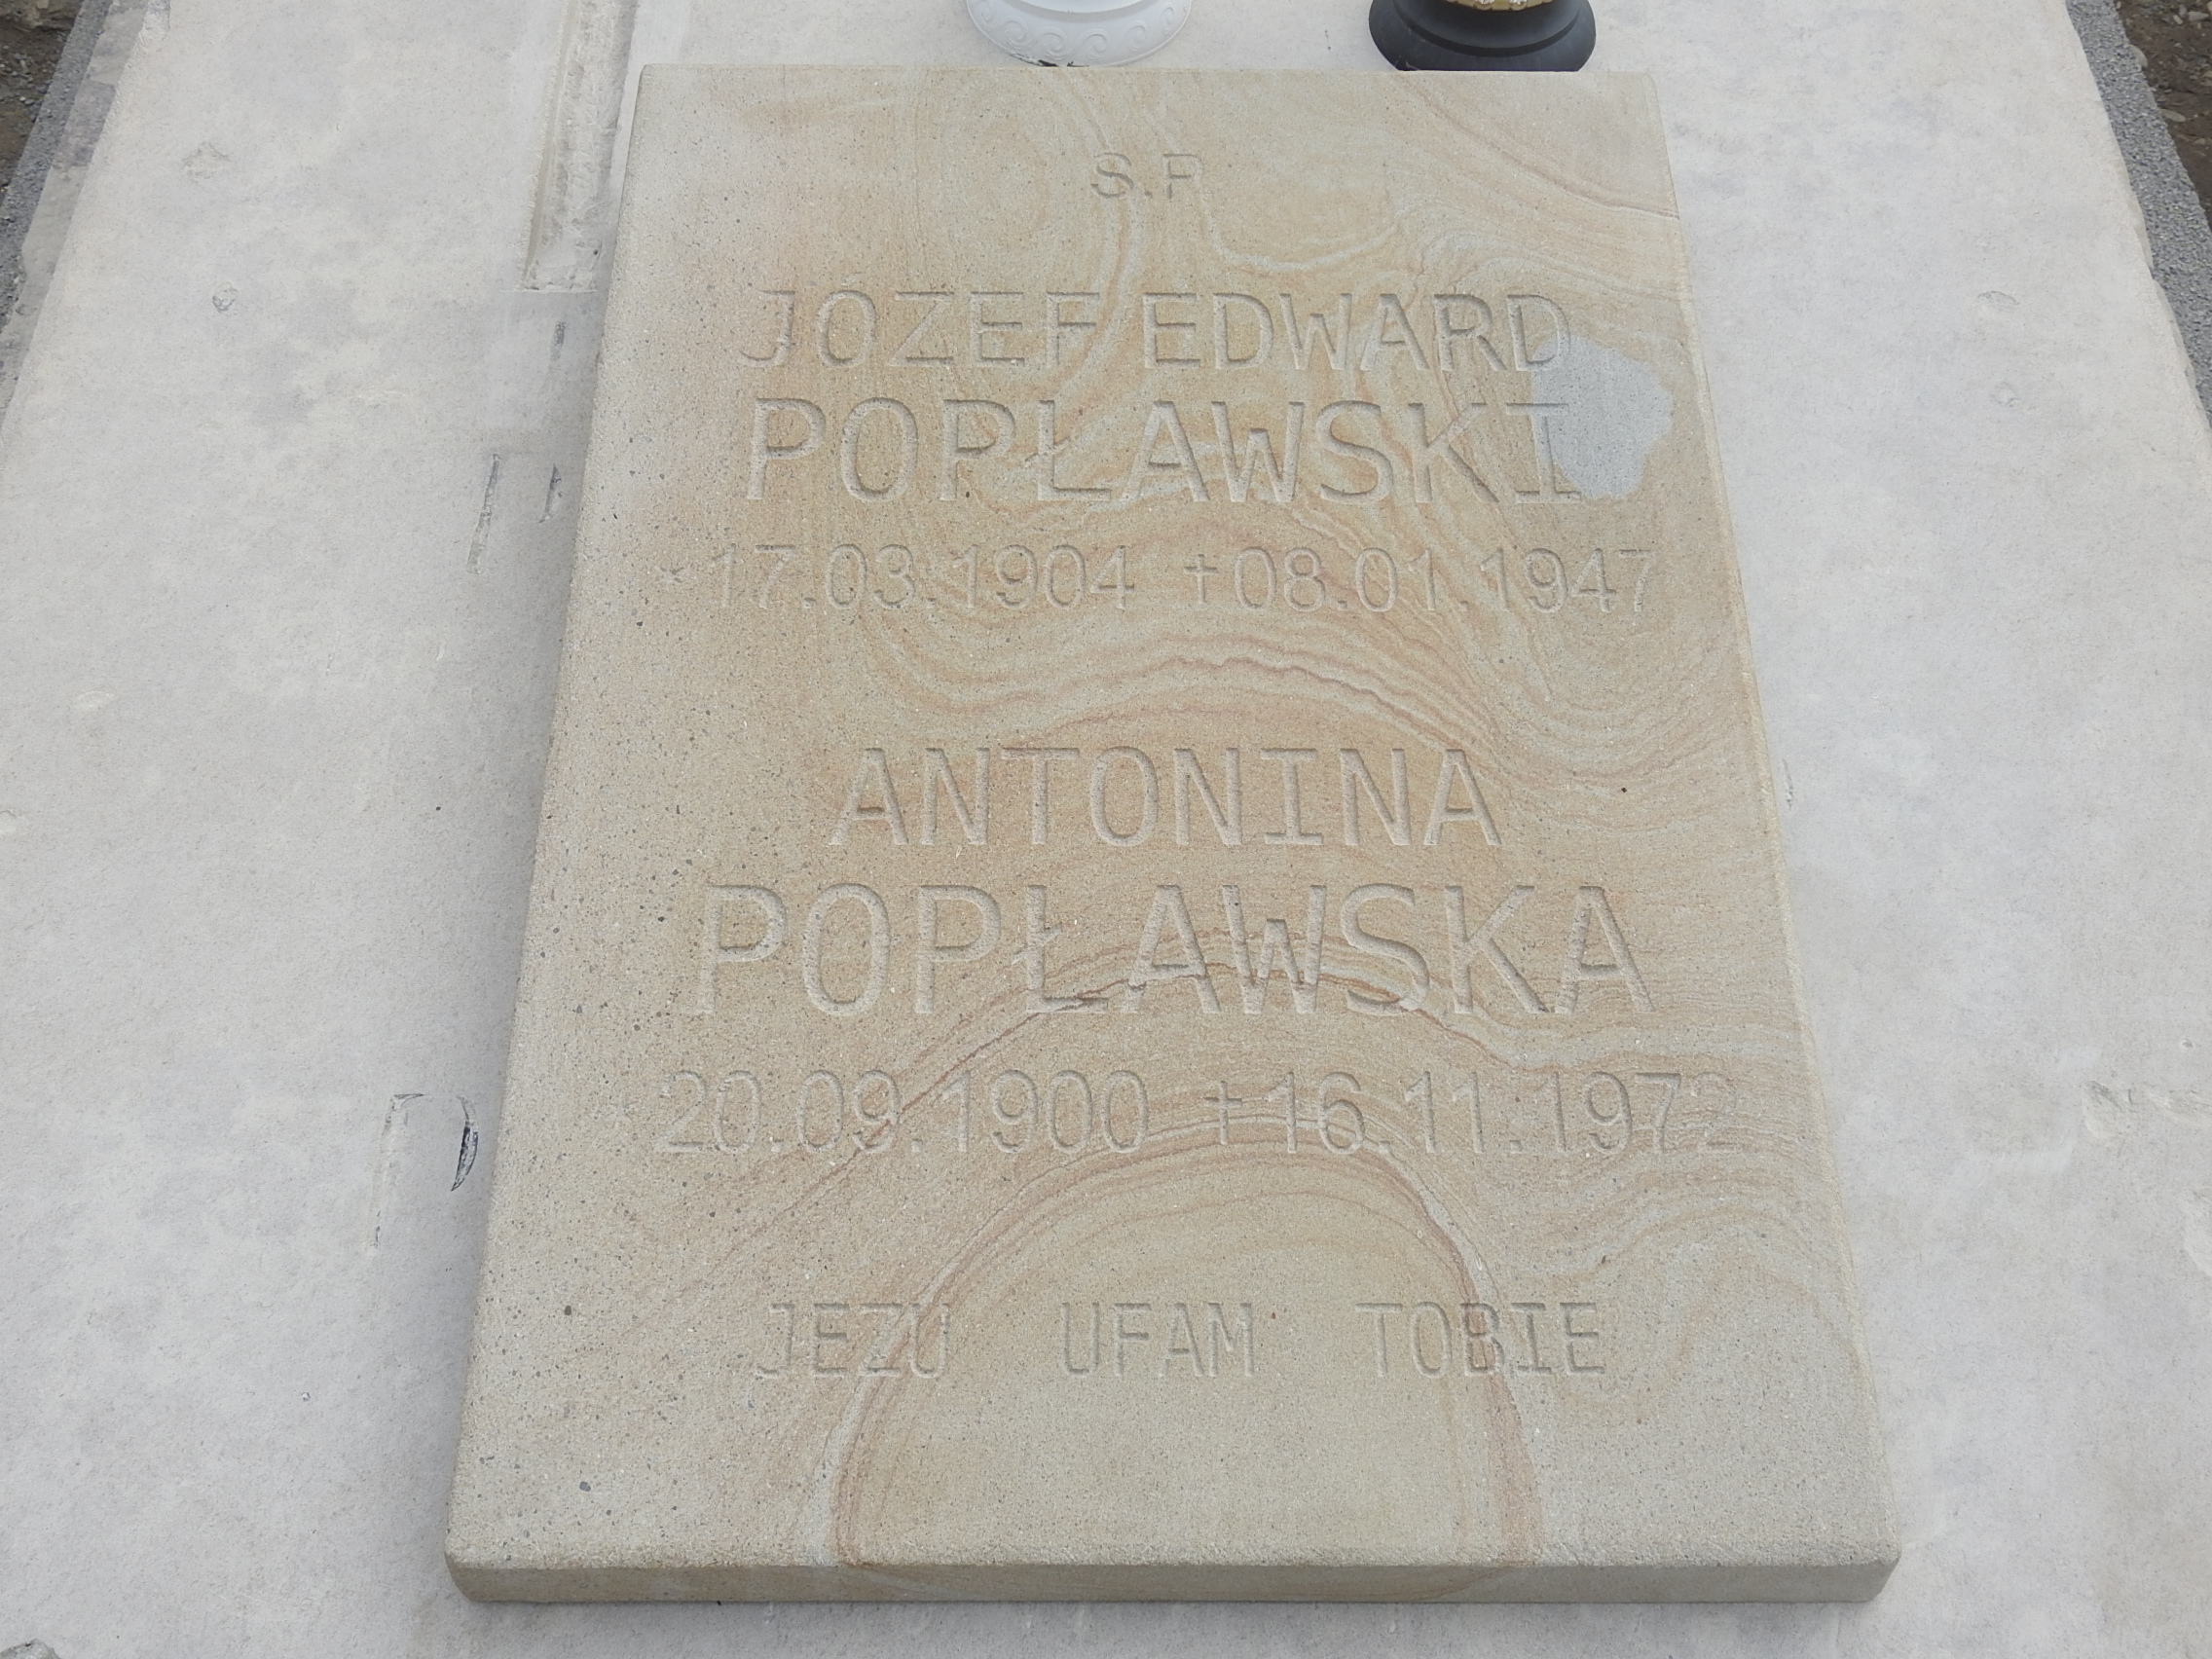 S.P
JOZEF EDWARD
POPŁAWSKI
* 17.03.1904 †08.01.1947
ANTONINA
POPŁAWSKA
20.09.1900 †16.11.1972
JEZU UFAM TOBIE